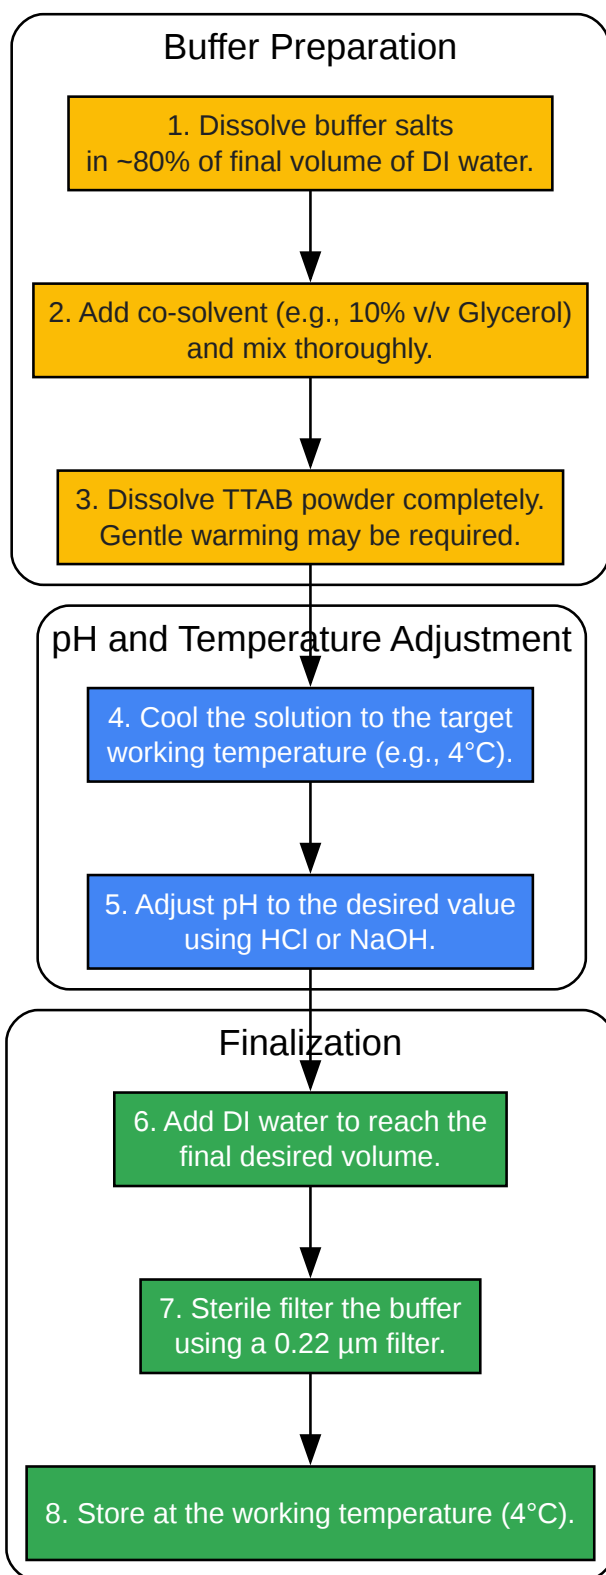 Buffer Preparation
1. Dissolve buffer salts
in ~80% of final volume of DI water.
2. Add co-solvent (e.g., 10% v/v Glycerol)
and mix thoroughly.
3. Dissolve TTAB powder completely.
Gentle warming may be required.
pH and Temperature Adjustment
4. Cool the solution to the target
working temperature (e.g., 4°C).
5. Adjust pH to the desired value
using HCl or NaOH.
Finalization
6. Add DI water to reach the
final desired volume.
7. Sterile filter the buffer
using a 0.22 µm filter.
8. Store at the working temperature (4°C).